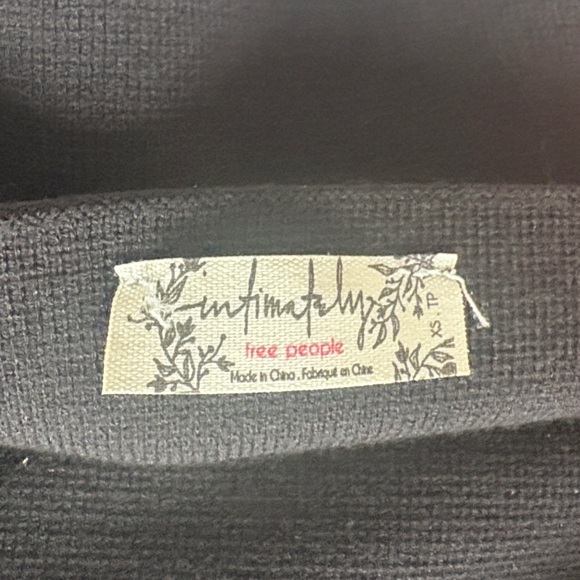 intimately
free people
Made in China . Fabriqué en Chine
XS . TP